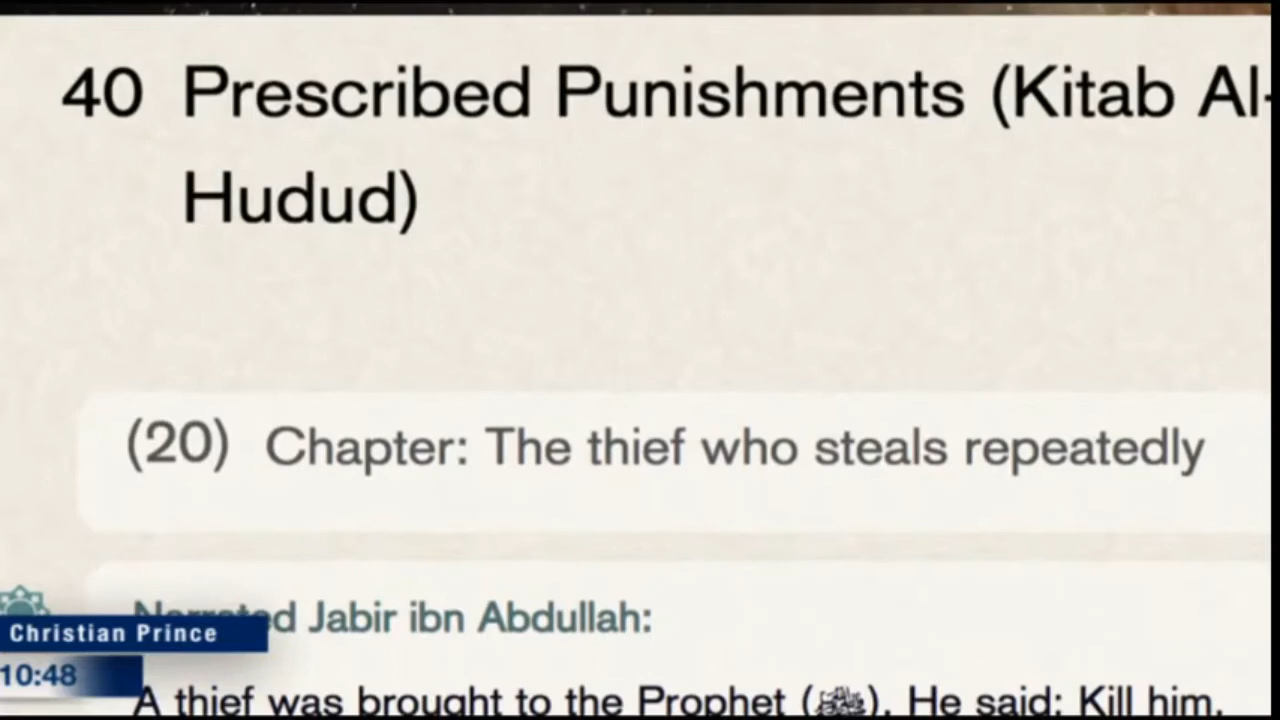 40 Prescribed Punishments (Kitab Al-
Hudud)
(20) Chapter: The thief who steals repeatedly
Narrated Jabir ibn Abdullah:
Christian Prince
10:48
A thief was brought to the Prophet (ﷺ). He said: Kill him.